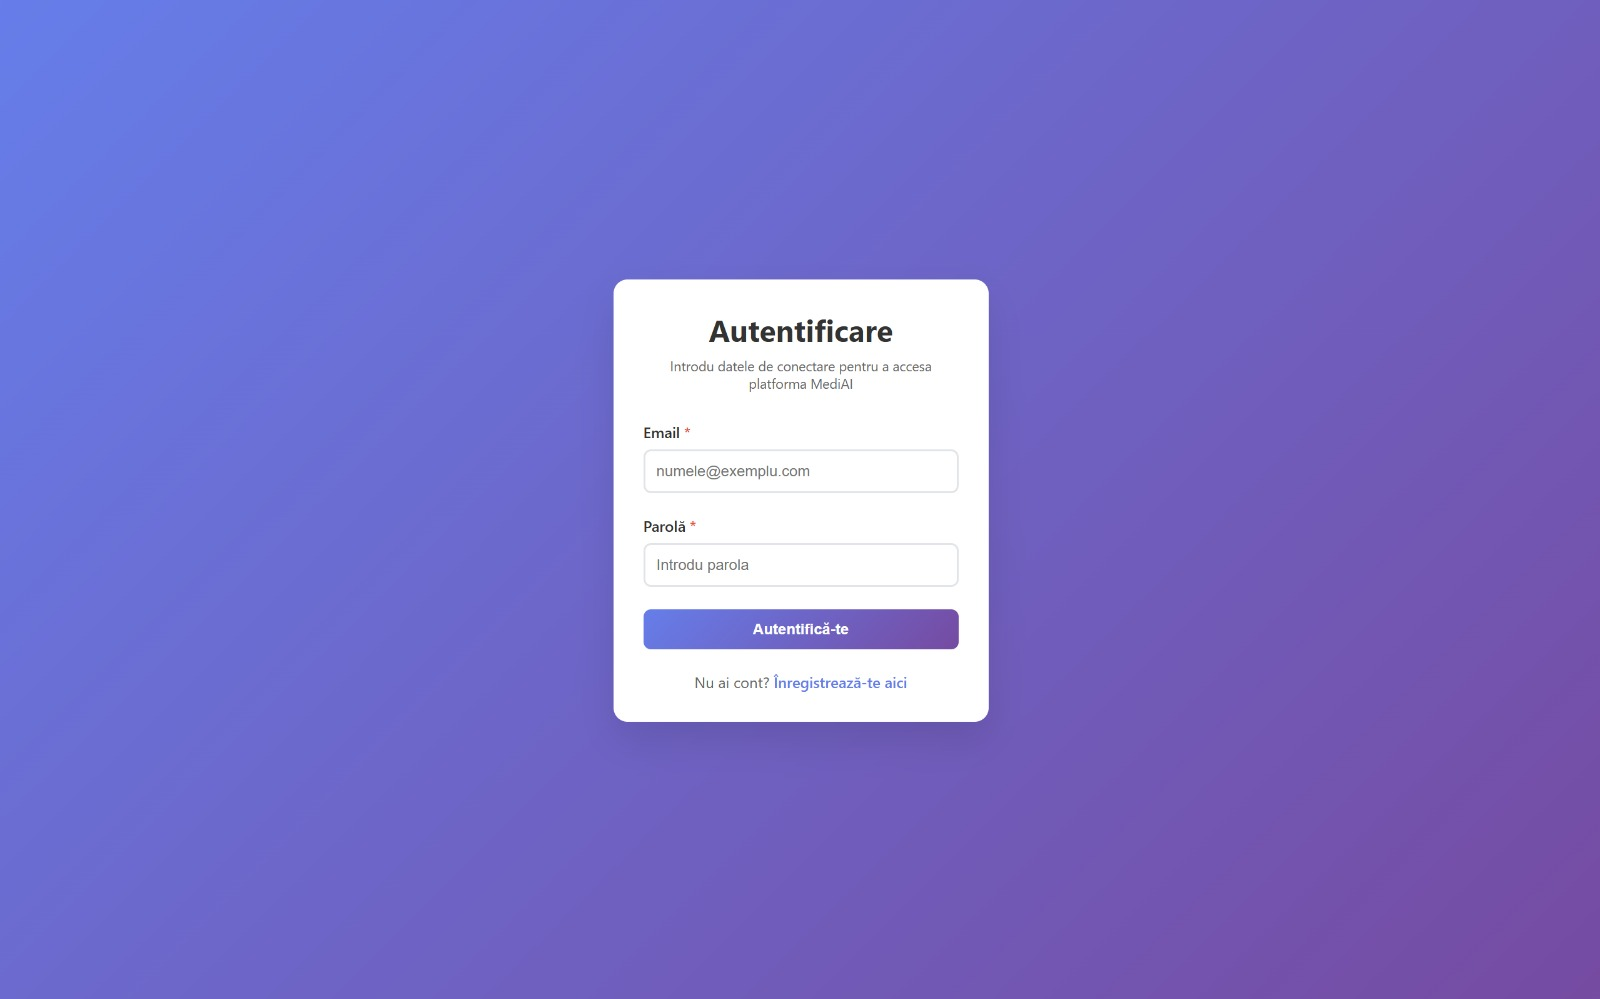 Autentificare
Introdu datele de conectare pentru a accesa
platforma MediAI
Email *
numele@exemplu.com
Parolă *
Introdu parola
Autentifică-te
Nu ai cont? Înregistrează-te aici